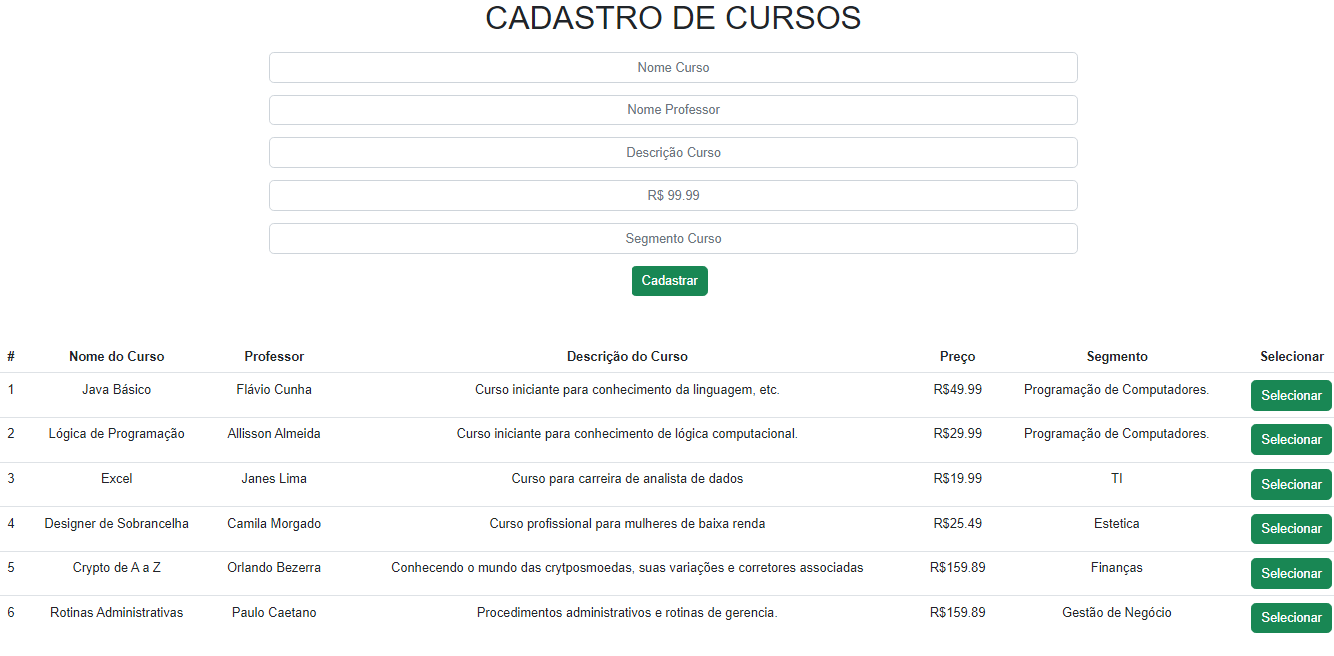 CADASTRO DE CURSOS
Nome Curso
Nome Professor
Descrição Curso
R$ 99.99
Segmento Curso
Cadastrar
# Nome do Curso Professor Descrição do Curso Preço Segmento Selecionar
1 Java Básico Flávio Cunha Curso iniciante para conhecimento da linguagem, etc. R$49.99 Programação de Computadores. Selecionar
2 Lógica de Programação Allisson Almeida Curso iniciante para conhecimento de lógica computacional. R$29.99 Programação de Computadores. Selecionar
3 Excel Janes Lima Curso para carreira de analista de dados R$19.99 TI Selecionar
4 Designer de Sobrancelha Camila Morgado Curso profissional para mulheres de baixa renda R$25.49 Estetica Selecionar
5 Crypto de A a Z Orlando Bezerra Conhecendo o mundo das crytposmoedas, suas variações e corretores associadas R$159.89 Finanças Selecionar
6 Rotinas Administrativas Paulo Caetano Procedimentos administrativos e rotinas de gerencia. R$159.89 Gestão de Negócio Selecionar